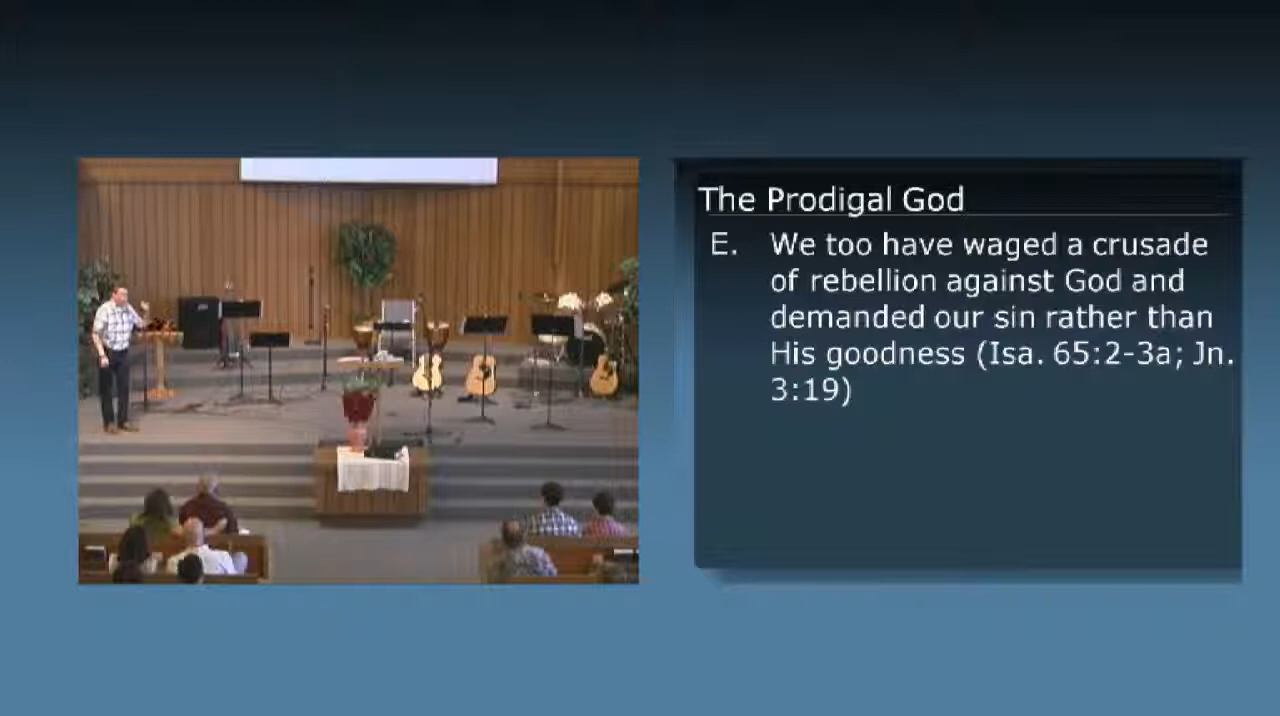 The Prodigal God
E. We too have waged a crusade
of rebellion against God and
demanded our sin rather than
His goodness (Isa. 65:2-3a; Jn.
3:19)